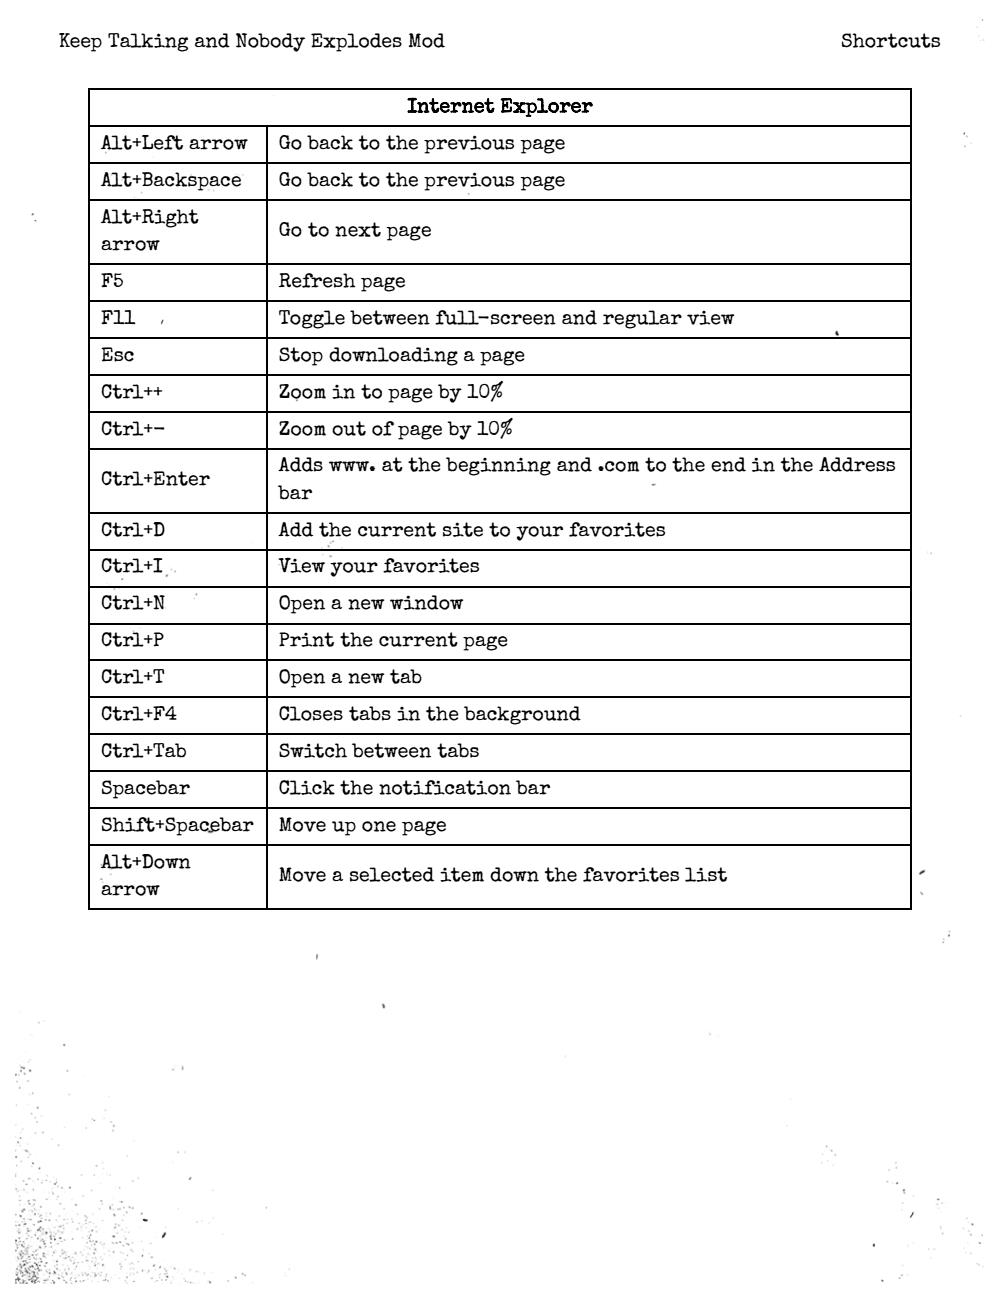 Keep Talking and Nobody Explodes Mod Shortcuts
Internet Explorer
Alt+Left arrow Go back to the previous page
Alt+Backspace Go back to the previous page
Alt+Right
arrow
Go to next page
F5 Refresh page
F11 Toggle between full-screen and regular view
Esc Stop downloading a page
Ctrl++ Zoom in to page by 10%
Ctrl+- Zoom out of page by 10%
Ctrl+Enter
Adds www. at the beginning and .com to the end in the Address
bar
Ctrl+D Add the current site to your favorites
Ctrl+I View your favorites
Ctrl+N Open a new window
Ctrl+P Print the current page
Ctrl+T Open a new tab
Ctrl+F4 Closes tabs in the background
Ctrl+Tab Switch between tabs
Spacebar Click the notification bar
Shift+Spacebar Move up one page
Alt+Down
arrow
Move a selected item down the favorites list